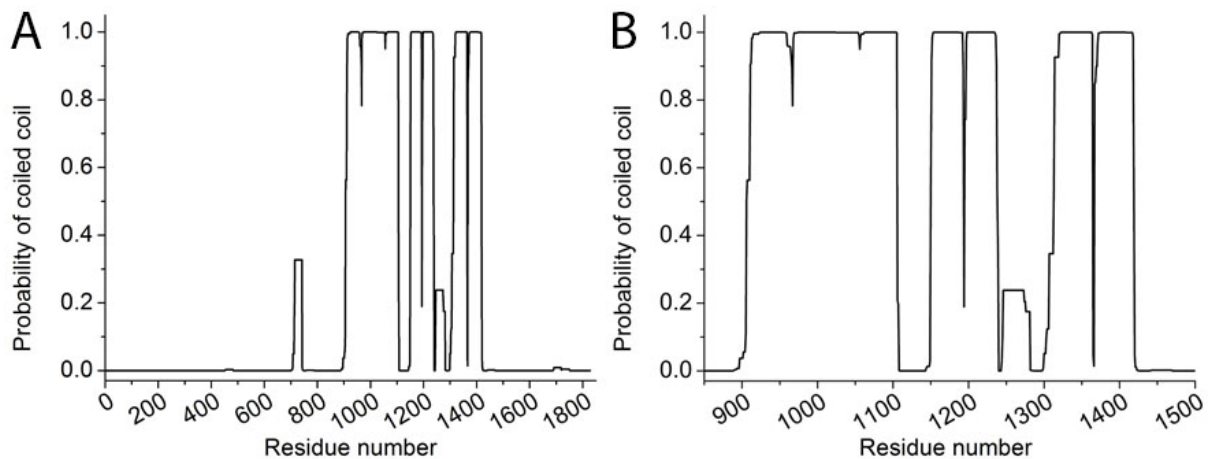 A
Probability of coiled coil
1.0
0.8
0.6
0.4
0.2
0.0
0 200 400 600 800 1000 1200 1400 1600 1800
Residue number
B
Probability of coiled coil
1.0
0.8
0.6
0.4
0.2
0.0
900 1000 1100 1200 1300 1400 1500
Residue number